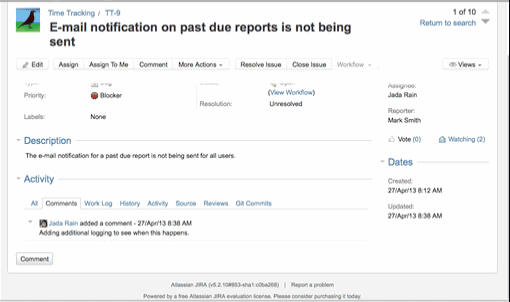 Time Tracking / TT-9
E-mail notification on past due reports is not being
sent
1 of 10
Return to search
Edit Assign Assign To Me Comment More Actions Resolve Issue Close Issue Workflow Views
Priority: Blocker
Labels: None
(View Workflow)
Resolution: Unresolved
Assignee:
Jada Rain
Reporter:
Mark Smith
Vote (0) Watching (2)
Description
The e-mail notification for a past due report is not being sent for all users.
Dates
Created:
27/Apr/13 8:12 AM
Updated:
27/Apr/13 8:38 AM
Activity
All Comments Work Log History Activity Source Reviews Git Commits
Jada Rain added a comment - 27/Apr/13 8:38 AM
Adding additional logging to see when this happens.
Comment
Atlassian JIRA (v5.2.10#853-sha1:c0ba268) | Report a problem
Powered by a free Atlassian JIRA evaluation license. Please consider purchasing it today.